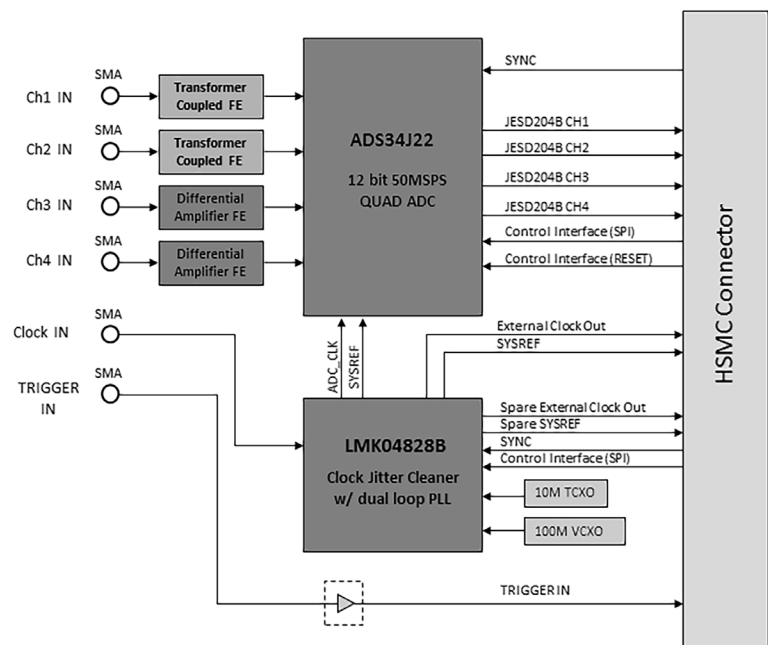 SMA
Ch1 IN
Transformer
Coupled FE
SMA
Ch2 IN
Transformer
Coupled FE
SMA
Ch3 IN
Differential
Amplifier FE
SMA
Ch4 IN
Differential
Amplifier FE
SMA
Clock IN
SMA
TRIGGER
IN
ADS34J22
12 bit 50MSPS
QUAD ADC
SYNC
JESD204B CH1
JESD204B CH2
JESD204B CH3
JESD204B CH4
Control Interface (SPI)
Control Interface (RESET)
ADC_CLK
SYSREF
External Clock Out
SYSREF
LMK04828B
Clock Jitter Cleaner
w/ dual loop PLL
Spare External Clock Out
Spare SYSREF
SYNC
Control Interface (SPI)
10M TCXO
100M VCXO
TRIGGER IN
HSMC Connector